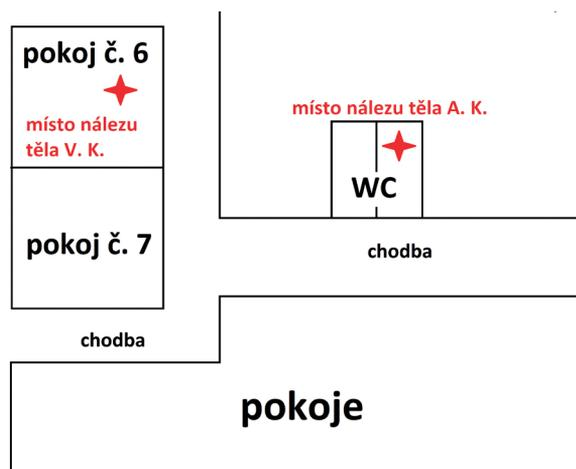 pokoj č. 6
místo nálezu
těla V. K.
pokoj č. 7
chodba
místo nálezu těla A. K.
WC
chodba
pokoje